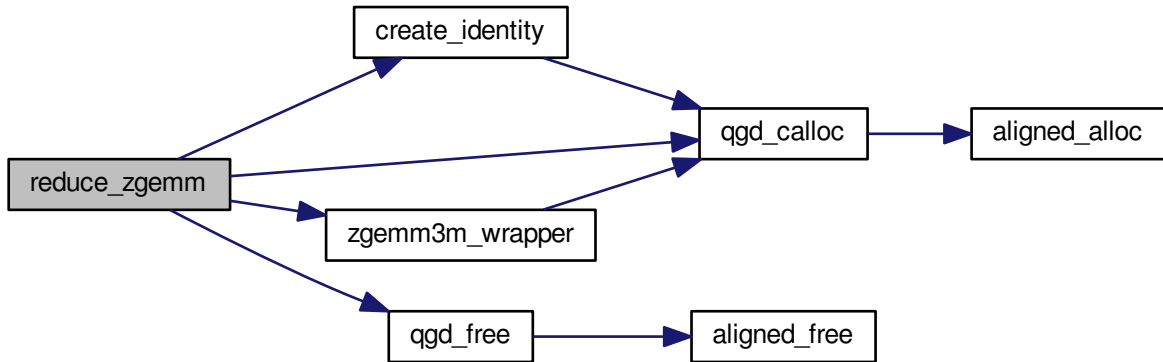 create_identity
qgd_calloc
aligned_alloc
reduce_zgemm
zgemm3m_wrapper
qgd_free
aligned_free